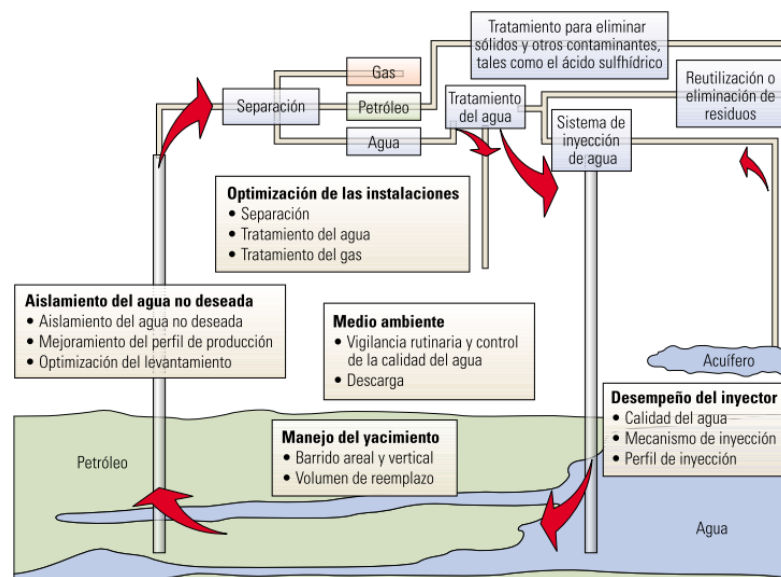 Tratamiento para eliminar
sólidos y otros contaminantes,
tales como el ácido sulfhídrico
Gas
Separación
Petróleo
Agua
Tratamiento
del agua
Sistema de
inyección
de agua
Reutilización o
eliminación de
residuos
Optimización de las instalaciones
• Separación
• Tratamiento del agua
• Tratamiento del gas
Aislamiento del agua no deseada
• Aislamiento del agua no deseada
• Mejoramiento del perfil de producción
• Optimización del levantamiento
Medio ambiente
• Vigilancia rutinaria y control
de la calidad del agua
• Descarga
Acuífero
Desempeño del inyector
• Calidad del agua
• Mecanismo de inyección
• Perfil de inyección
Manejo del yacimiento
• Barrido areal y vertical
• Volumen de reemplazo
Petróleo
Agua